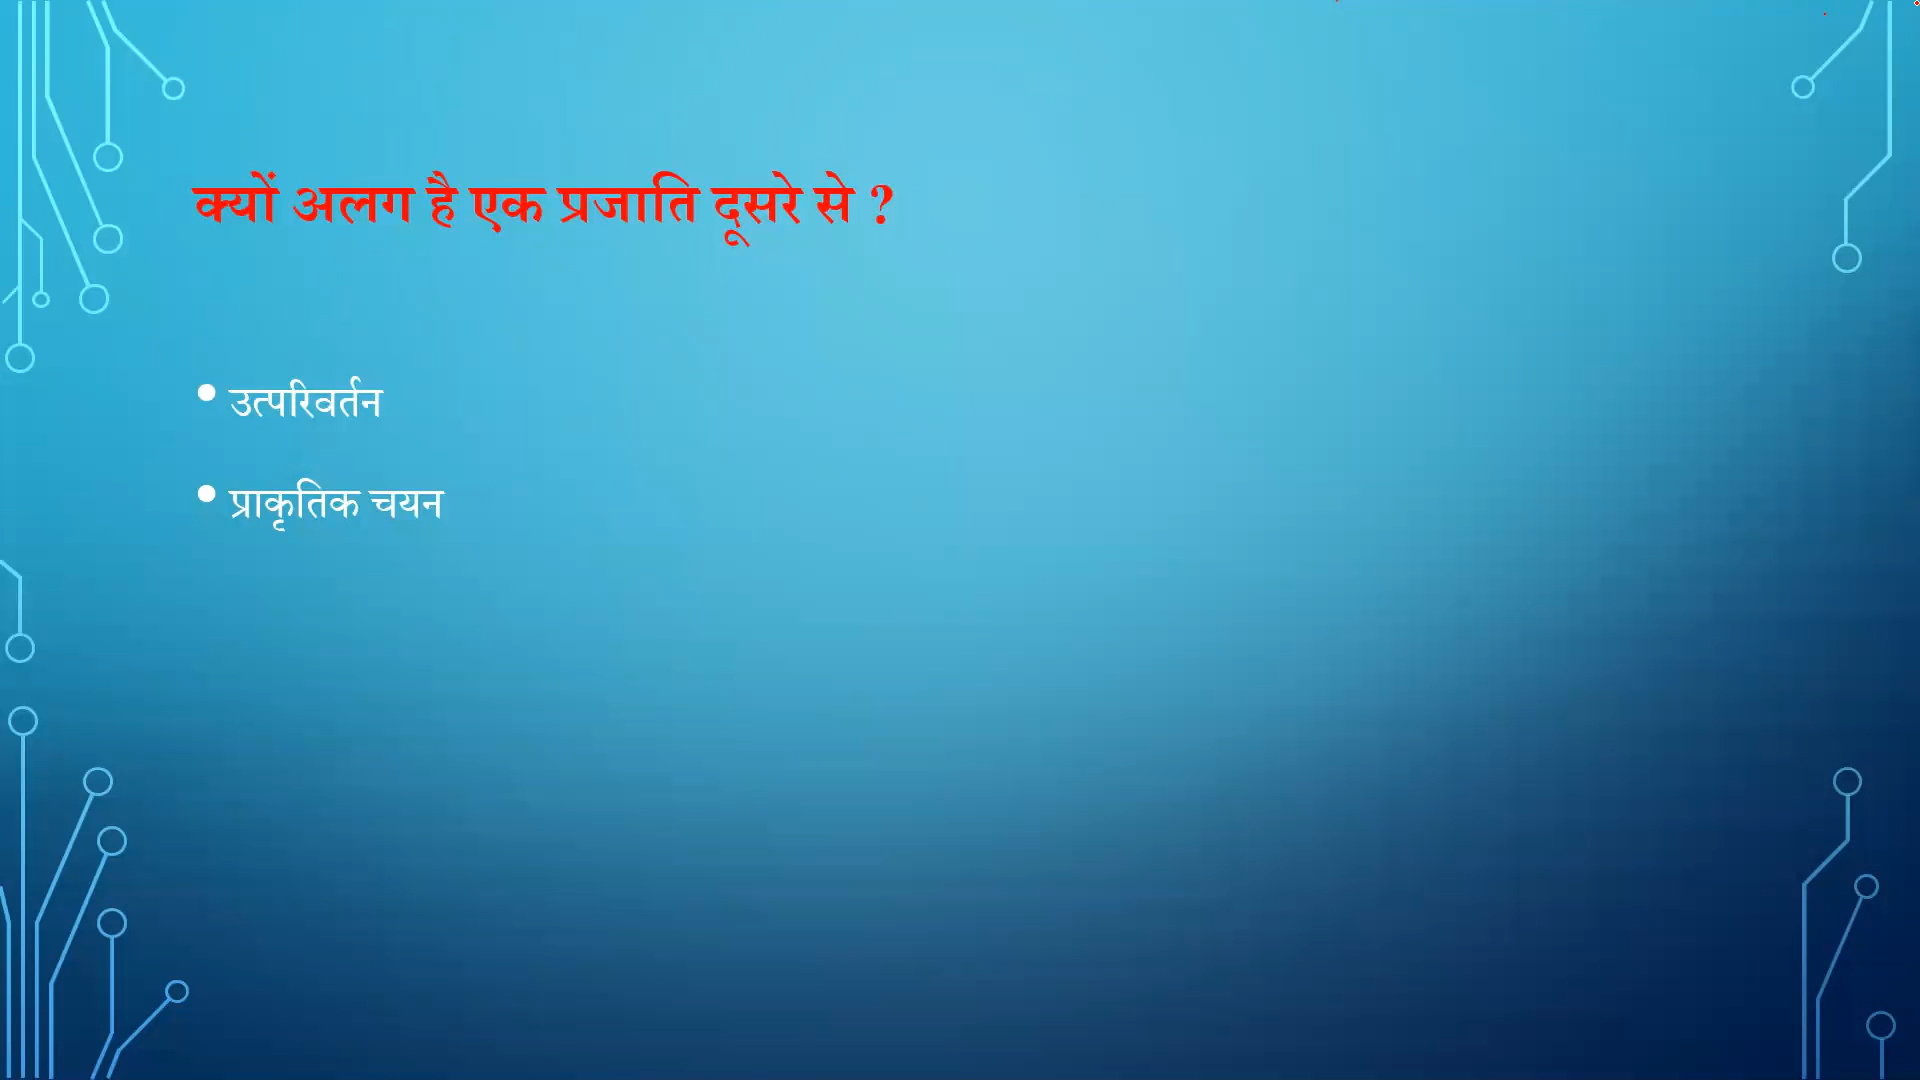 क्यों अलग है एक प्रजाति दूसरे से ?
• उत्परिवर्तन
• प्राकृतिक चयन